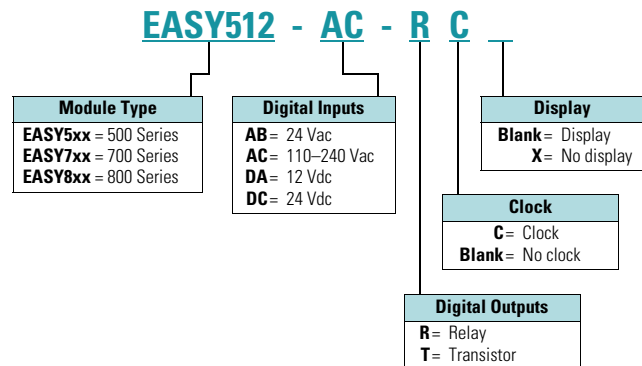 EASY512 - AC - R C
Module Type
EASY5xx = 500 Series
EASY7xx = 700 Series
EASY8xx = 800 Series
Digital Inputs
AB = 24 Vac
AC = 110–240 Vac
DA = 12 Vdc
DC = 24 Vdc
Display
Blank = Display
X = No display
Clock
C = Clock
Blank = No clock
Digital Outputs
R = Relay
T = Transistor